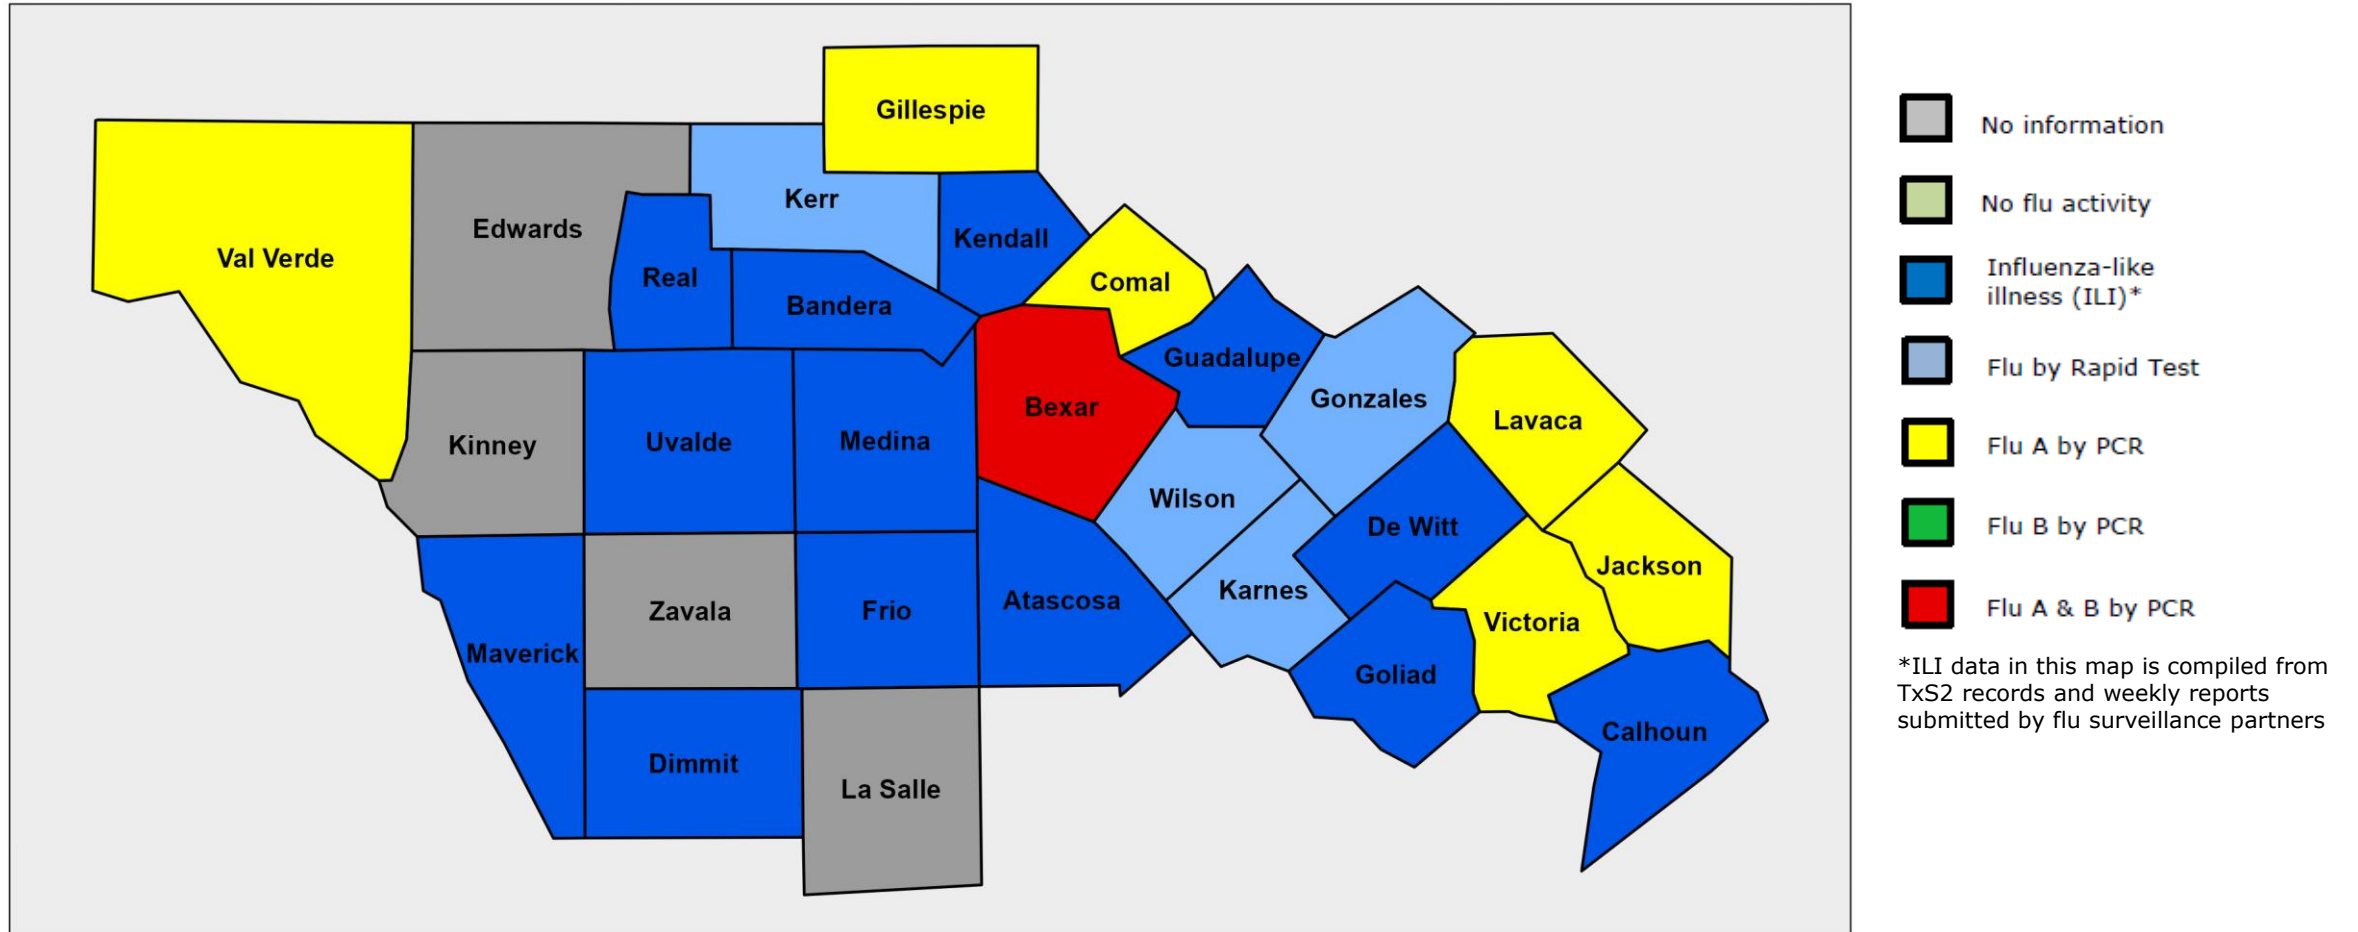 Gillespie
Kerr
Edwards
Kendall
Val Verde
Real
Comal
Bandera
Guadalupe
Gonzales
Bexar
Lavaca
Kinney
Uvalde
Medina
Wilson
De Witt
Jackson
Karnes
Atascosa
Zavala
Frio
Victoria
Maverick
Goliad
Calhoun
Dimmit
La Salle
No information
No flu activity
Influenza-like
illness (ILI)*
Flu by Rapid Test
Flu A by PCR
Flu B by PCR
Flu A & B by PCR
*ILI data in this map is compiled from
TxS2 records and weekly reports
submitted by flu surveillance partners